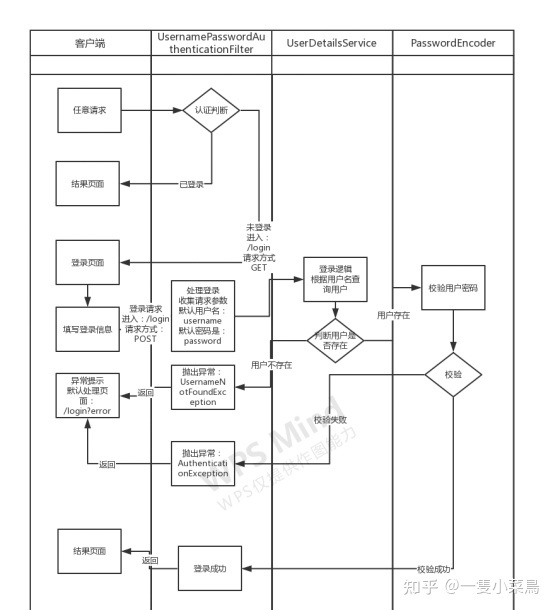 客户端
UsernamePasswordAu
thenticationFilter
UserDetailsService
PasswordEncoder
任意请求
认证判断
结果页面
已登录
未登录
进入：
/login
请求方式
GET
登录页面
登录逻辑
根据用户名查
询用户
校验用户密码
处理登录
收集请求参数
默认用户名：
username
默认密码是：
password
登录请求
进入：/login
请求方式：
POST
填写登录信息
用户存在
判断用户是
否存在
用户不存在
校验
抛出异常：
UsernameN
otFoundExc
eption
返回
异常提示
默认处理页
面：
/login?error
校验失败
抛出异常：
Authenticati
onException
返回
WPS Mind
WPS仅提供作图能力
结果页面
返回
登录成功
校验成功
知乎 @一隻小菜鳥